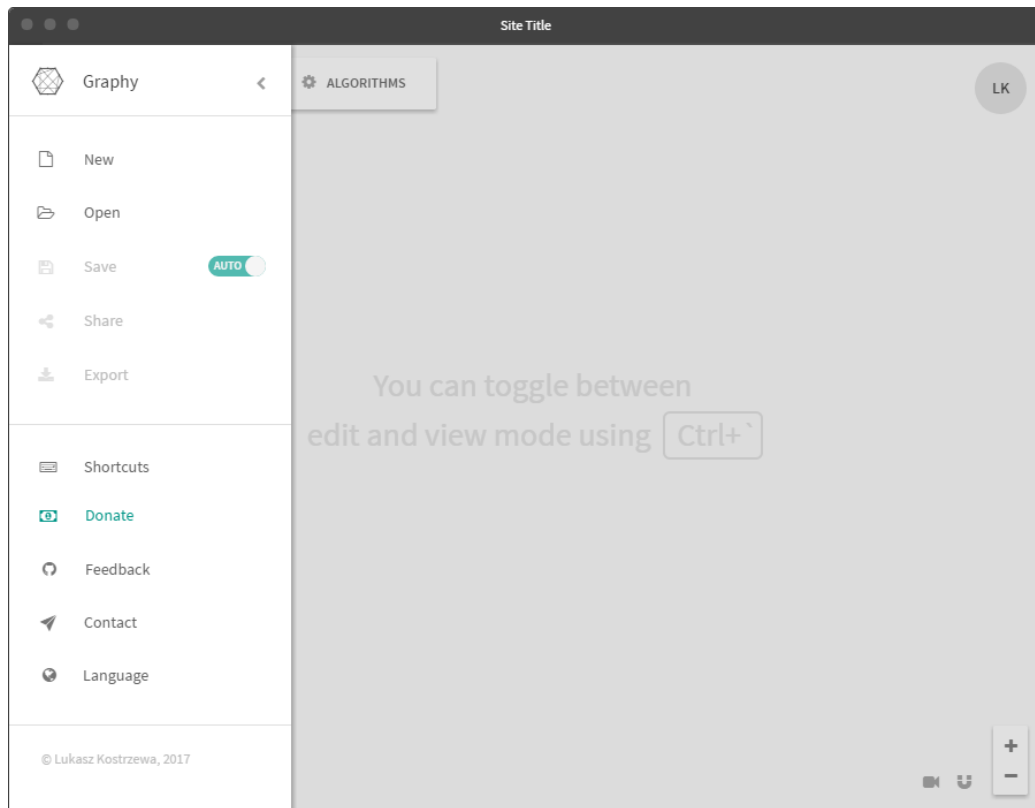 Site Title
Graphy
ALGORITHMS
LK
New
Open
Save
AUTO
Share
Export
You can toggle between
edit and view mode using Ctrl+`
Shortcuts
Donate
Feedback
Contact
Language
© Lukasz Kostrzewa, 2017